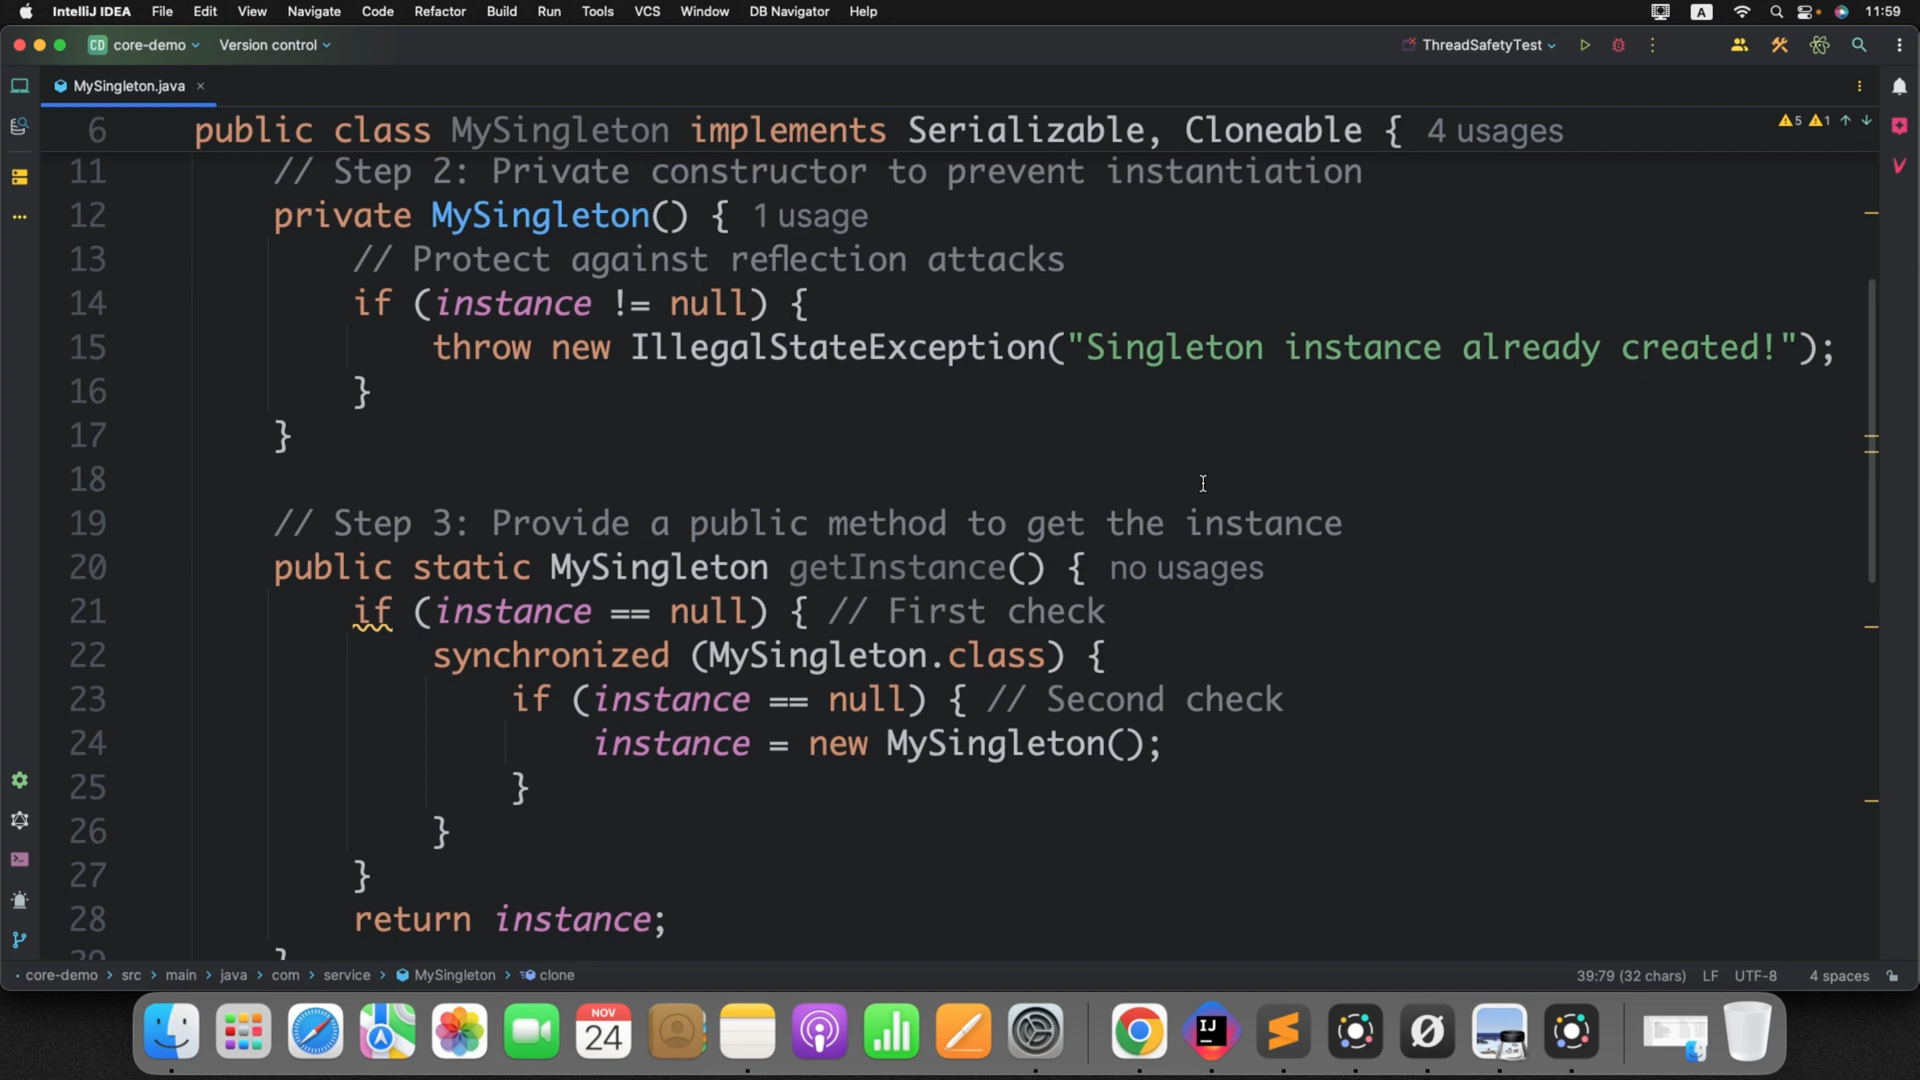 IntelliJ IDEA File Edit View Navigate Code Refactor Build Run Tools VCS Window DB Navigator Help A 11:59
CD core-demo Version control ThreadSafetyTest
MySingleton.java
6 public class MySingleton implements Serializable, Cloneable { 4 usages 5 1
11 // Step 2: Private constructor to prevent instantiation
12 private MySingleton() { 1 usage
13 // Protect against reflection attacks
14 if (instance != null) {
15 throw new IllegalStateException("Singleton instance already created!");
16 }
17 }
18
19 // Step 3: Provide a public method to get the instance
20 public static MySingleton getInstance() { no usages
21 if (instance == null) { // First check
22 synchronized (MySingleton.class) {
23 if (instance == null) { // Second check
24 instance = new MySingleton();
25 }
26 }
27 }
28 return instance;
29 }
core-demo > src > main > java > com > service > MySingleton > clone 39:79 (32 chars) LF UTF-8 4 spaces
NOV
24
IJ